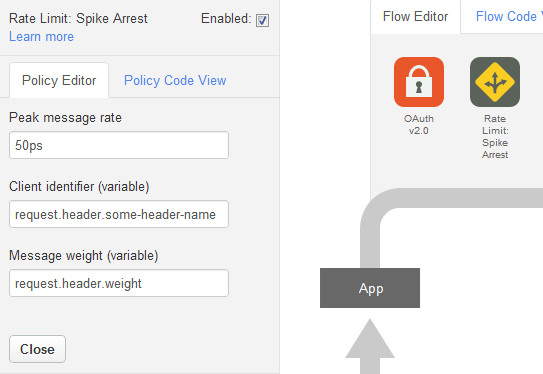 Rate Limit: Spike Arrest
Enabled:
Learn more
Policy Editor
Policy Code View
Peak message rate
50ps
Client identifier (variable)
request.header.some-header-name
Message weight (variable)
request.header.weight
Close
Flow Editor
Flow Code
OAuth
v2.0
Rate
Limit:
Spike
Arrest
App